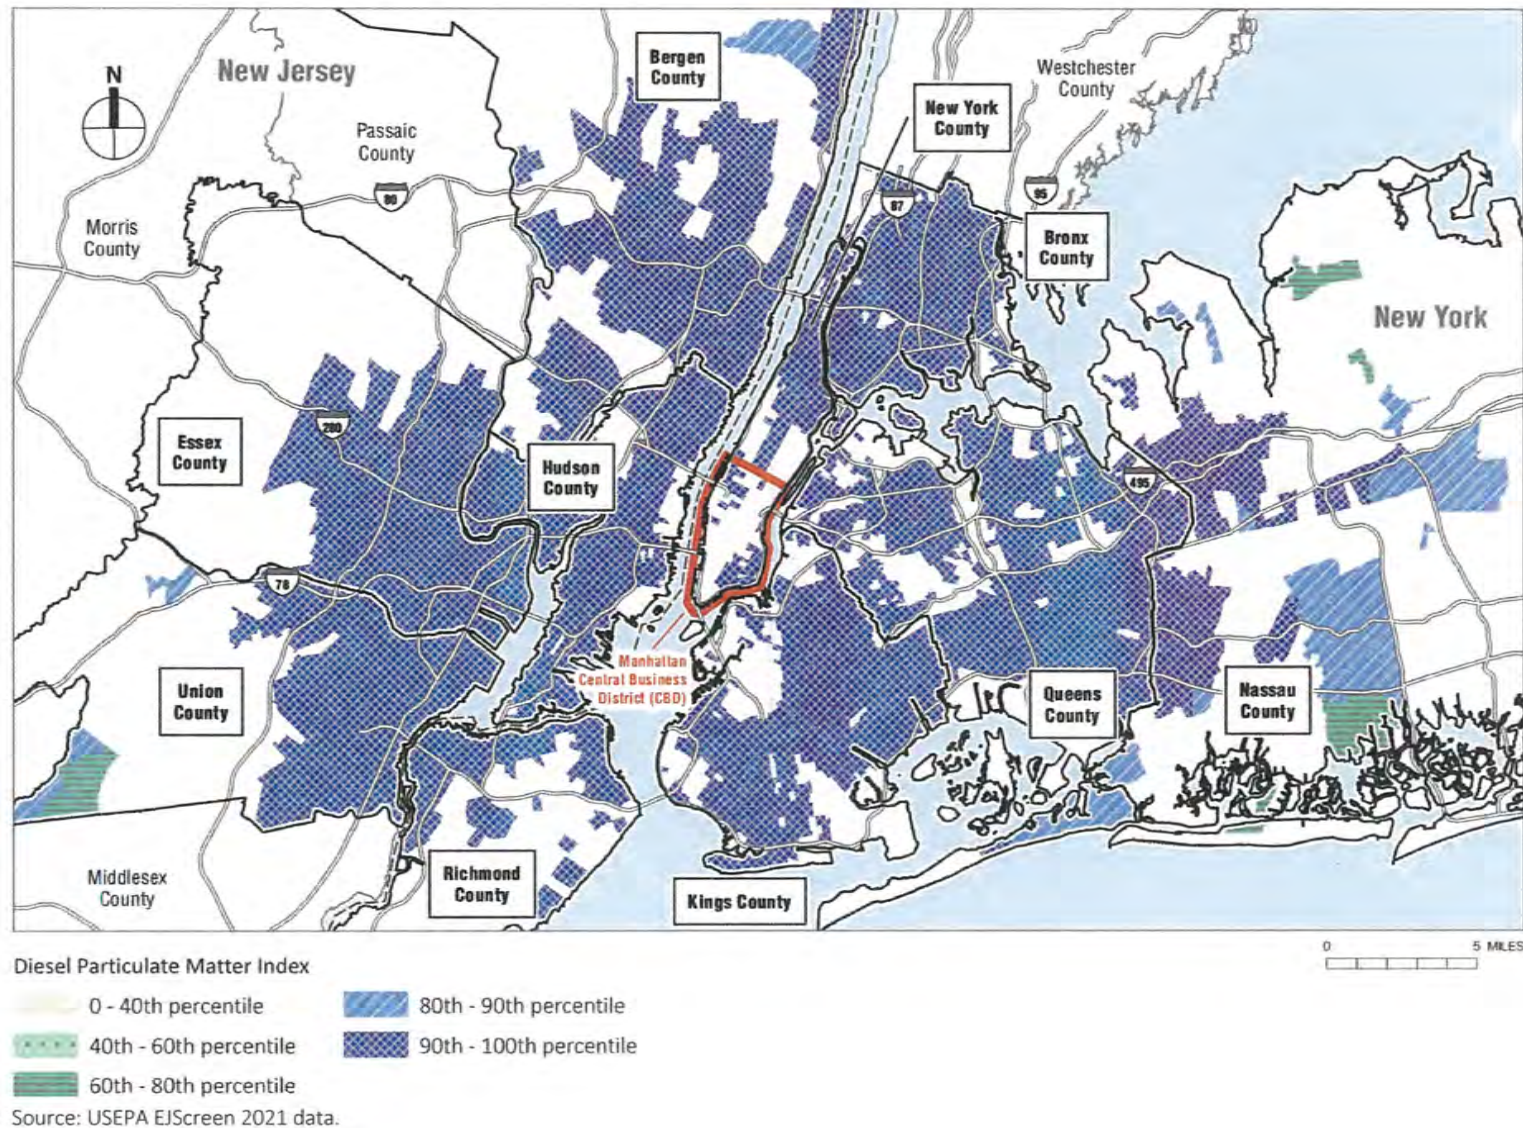 New Jersey
N
Bergen
County
Westchester
County
New York
County
Passaic
County
80
87
95
Morris
County
Bronx
County
New York
280
Essex
County
Hudson
County
495
78
Manhattan
Central Business
District (CBD)
Union
County
Queens
County
Nassau
County
Middlesex
County
Richmond
County
Kings County
0 5 MILES
Diesel Particulate Matter Index
0 - 40th percentile
40th - 60th percentile
60th - 80th percentile
80th - 90th percentile
90th - 100th percentile
Source: USEPA EJScreen 2021 data.